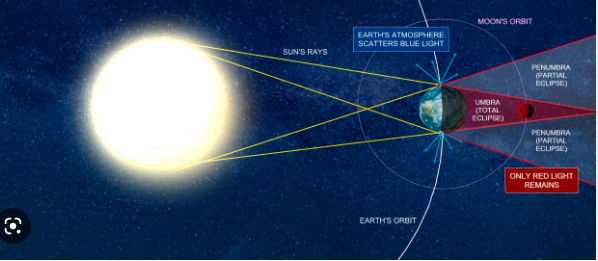 MOON'S ORBIT
EARTH'S ATMOSPHERE
SCATTERS BLUE LIGHT
SUN'S RAYS
PENUMBRA
(PARTIAL
ECLIPSE)
UMBRA
(TOTAL
ECLIPSE)
PENUMBRA
(PARTIAL
ECLIPSE)
ONLY RED LIGHT
REMAINS
EARTH'S ORBIT